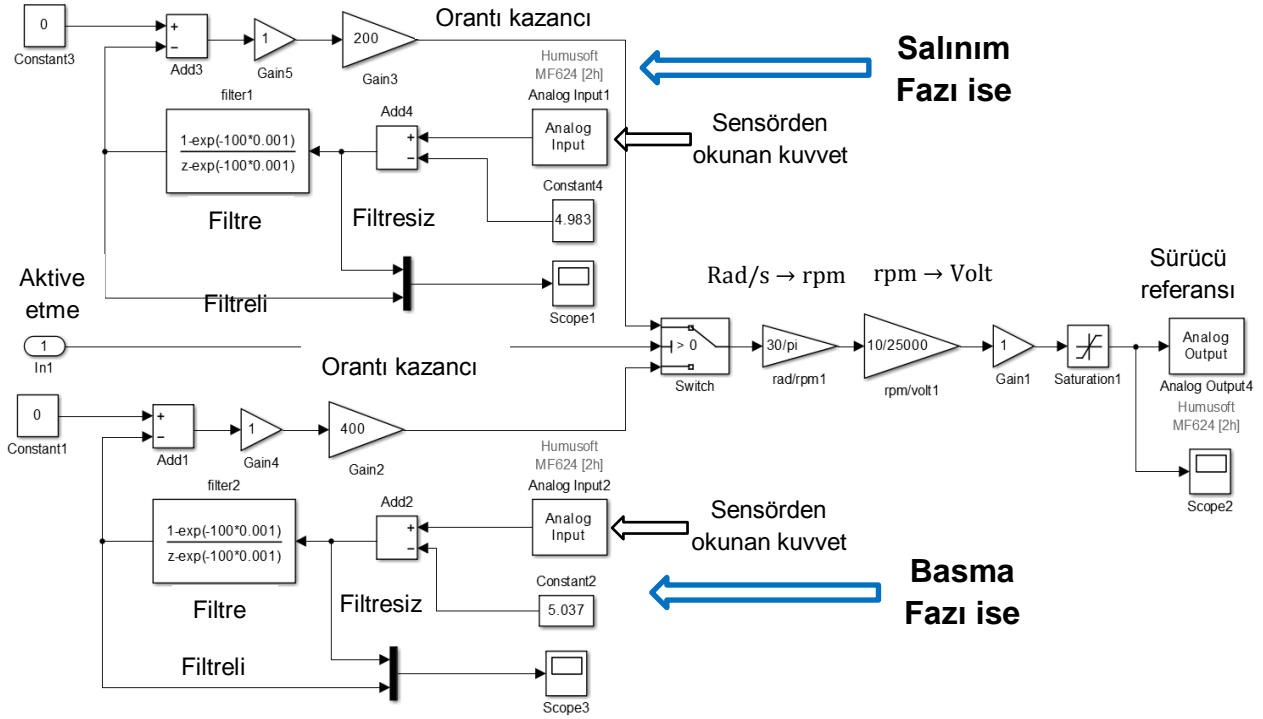 0
Constant3
+
−
Add3
1
Gain5
200
Gain3
Orantı kazancı
Humusoft
MF624 [2h]
Analog Input1
Analog
Input
Salınım
Fazı ise
Sensörden
okunan kuvvet
filter1
1-exp(-100*0.001)
z-exp(-100*0.001)
Filtre
Add4
+
−
Filtresiz
Constant4
4.983
Filtreli
Scope1
Aktive
etme
1
In1
Orantı kazancı
> 0
Switch
Rad/s → rpm
30/pi
rad/rpm1
rpm → Volt
10/25000
rpm/volt1
1
Gain1
Saturation1
Sürücü
referansı
Analog
Output
Analog Output4
Humusoft
MF624 [2h]
Scope2
0
Constant1
+
−
Add1
1
Gain4
400
Gain2
Humusoft
MF624 [2h]
Analog Input2
Analog
Input
Sensörden
okunan kuvvet
filter2
1-exp(-100*0.001)
z-exp(-100*0.001)
Filtre
Add2
+
−
Filtresiz
Constant2
5.037
Basma
Fazı ise
Filtreli
Scope3